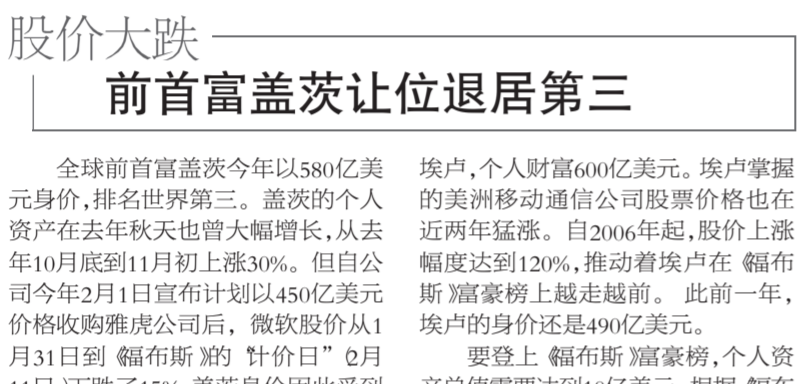 股价大跌
前首富盖茨让位退居第三
全球前首富盖茨今年以580亿美
元身价,排名世界第三。盖茨的个人
资产在去年秋天也曾大幅增长,从去
年10月底到11月初上涨30%。但自公
司今年2月1日宣布计划以450亿美元
价格收购雅虎公司后,微软股价从1
月31日到《福布斯》的“计价日”(2月
埃卢,个人财富600亿美元。埃卢掌握
的美洲移动通信公司股票价格也在
近两年猛涨。自2006年起,股价上涨
幅度达到120%,推动着埃卢在《福布
斯》富豪榜上越走越前。此前一年,
埃卢的身价还是490亿美元。
要登上《福布斯》富豪榜,个人资